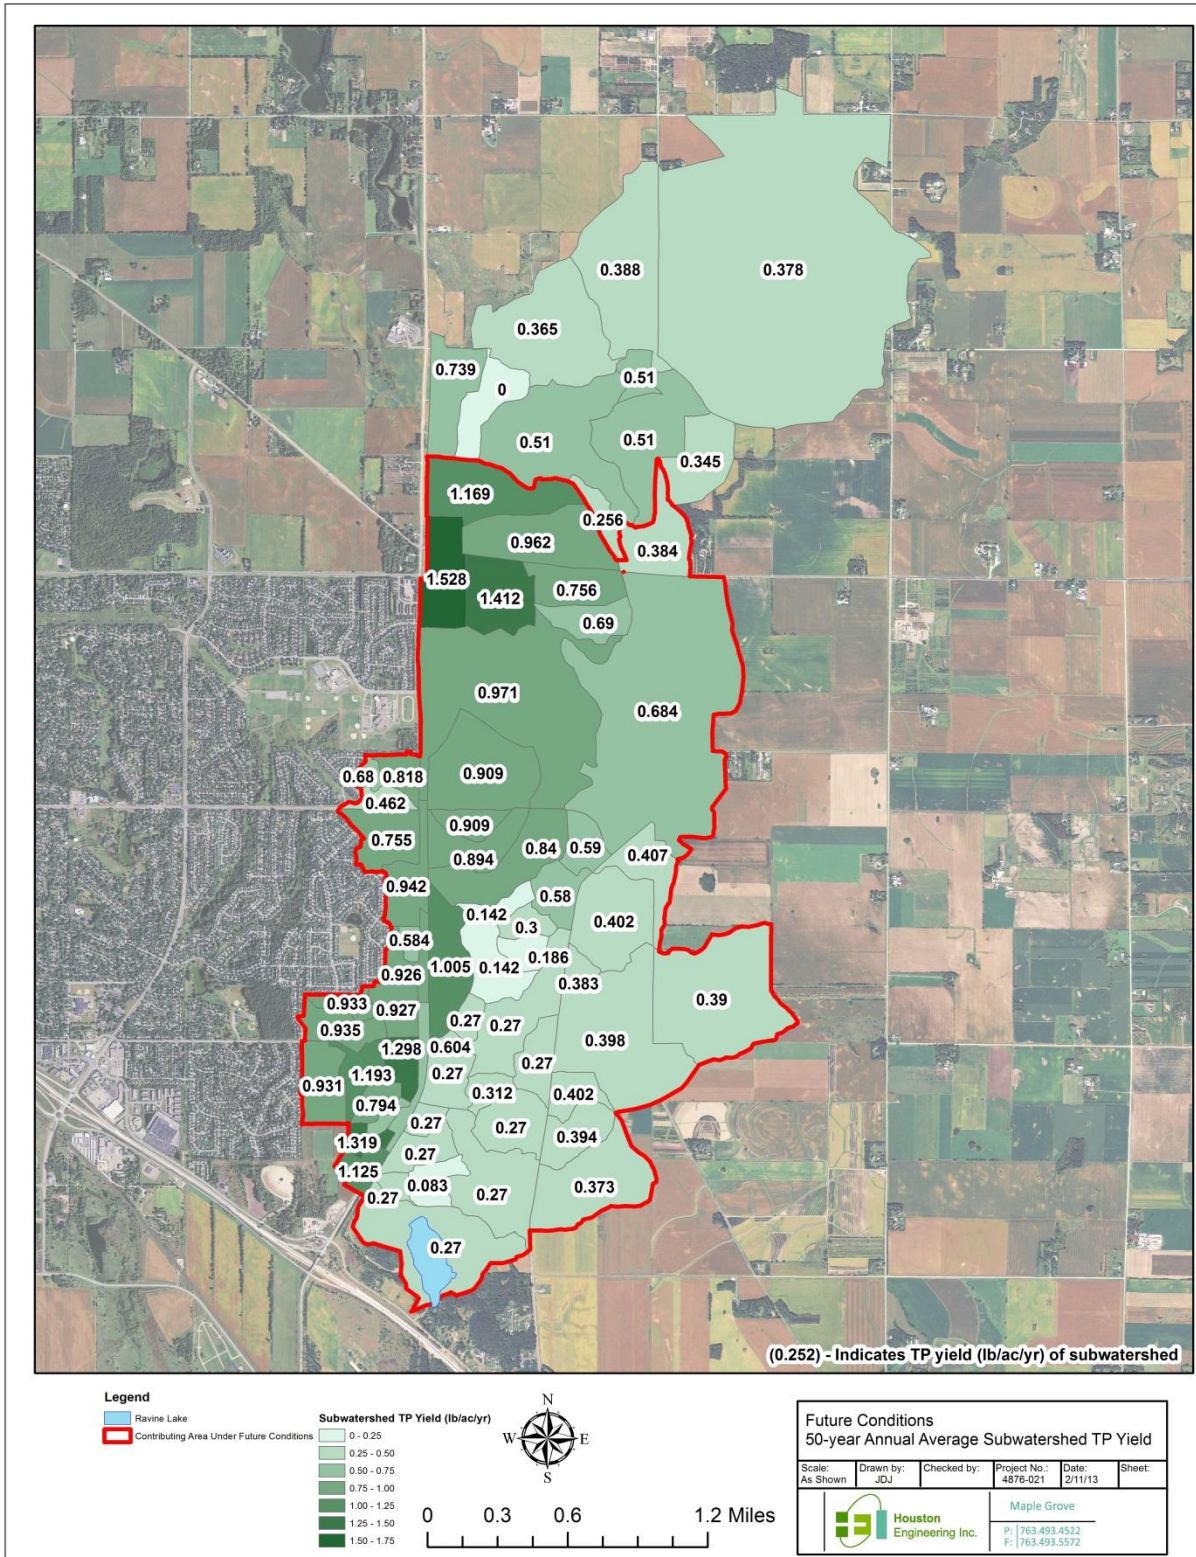 0.388
0.378
0.365
0.739
0
0.51
0.51
0.51
0.345
1.169
0.256
0.962
0.384
1.528
1.412
0.756
0.69
0.971
0.684
0.68
0.818
0.909
0.462
0.755
0.909
0.894
0.84
0.59
0.407
0.942
0.58
0.142
0.3
0.402
0.584
0.186
0.926
1.005
0.142
0.383
0.39
0.933
0.927
0.935
0.27
0.27
0.398
1.298
0.604
0.27
0.931
1.193
0.27
0.312
0.402
0.794
0.27
0.27
0.394
1.319
0.27
1.125
0.083
0.27
0.373
0.27
0.27
(0.252) - Indicates TP yield (lb/ac/yr) of subwatershed
Legend
Ravine Lake
Contributing Area Under Future Conditions
Subwatershed TP Yield (lb/ac/yr)
0 - 0.25
0.25 - 0.50
0.50 - 0.75
0.75 - 1.00
1.00 - 1.25
1.25 - 1.50
1.50 - 1.75
N
W E
S
0 0.3 0.6 1.2 Miles
Future Conditions
50-year Annual Average Subwatershed TP Yield
Scale: Drawn by: Checked by: Project No.: Date: Sheet:
As Shown JDJ 4876-021 2/11/13
Houston
Engineering Inc.
Maple Grove
P: 763.493.4522
F: 763.493.5572